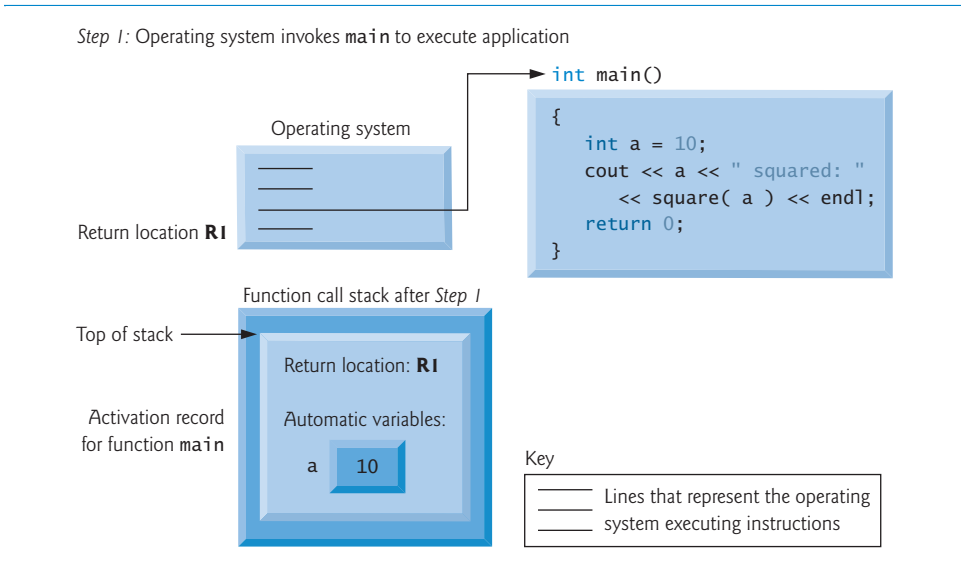 Step 1: Operating system invokes main to execute application
int main()
{
int a = 10;
cout << a << " squared: "
<< square( a ) << endl;
return 0;
}
Operating system
Return location R1
Function call stack after Step 1
Top of stack
Return location: R1
Activation record
for function main
Automatic variables:
a
10
Key
Lines that represent the operating
system executing instructions